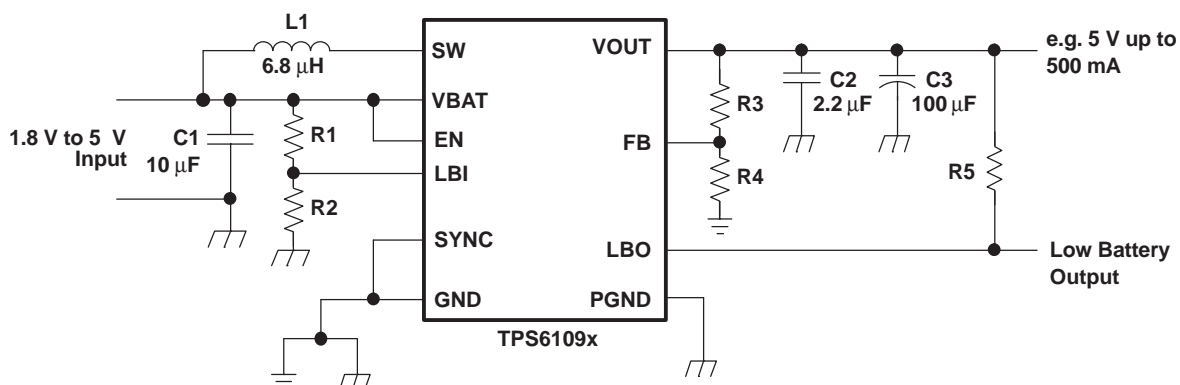 L1
6.8 µH
SW
VBAT
EN
LBI
SYNC
GND
VOUT
FB
LBO
PGND
TPS6109x
1.8 V to 5 V
Input
C1
10 µF
R1
R2
R3
R4
C2
2.2 µF
C3
100 µF
R5
e.g. 5 V up to
500 mA
Low Battery
Output